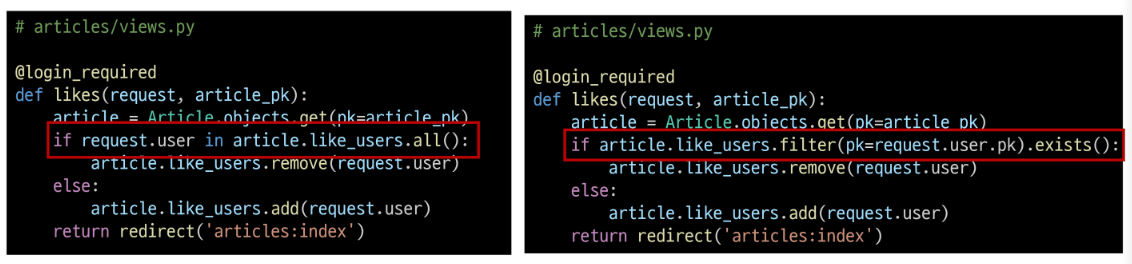 # articles/views.py
@login_required
def likes(request, article_pk):
    article = Article.objects.get(pk=article_pk)
    if request.user in article.like_users.all():
        article.like_users.remove(request.user)
    else:
        article.like_users.add(request.user)
    return redirect('articles:index')
# articles/views.py
@login_required
def likes(request, article_pk):
    article = Article.objects.get(pk=article_pk)
    if article.like_users.filter(pk=request.user.pk).exists():
        article.like_users.remove(request.user)
    else:
        article.like_users.add(request.user)
    return redirect('articles:index')